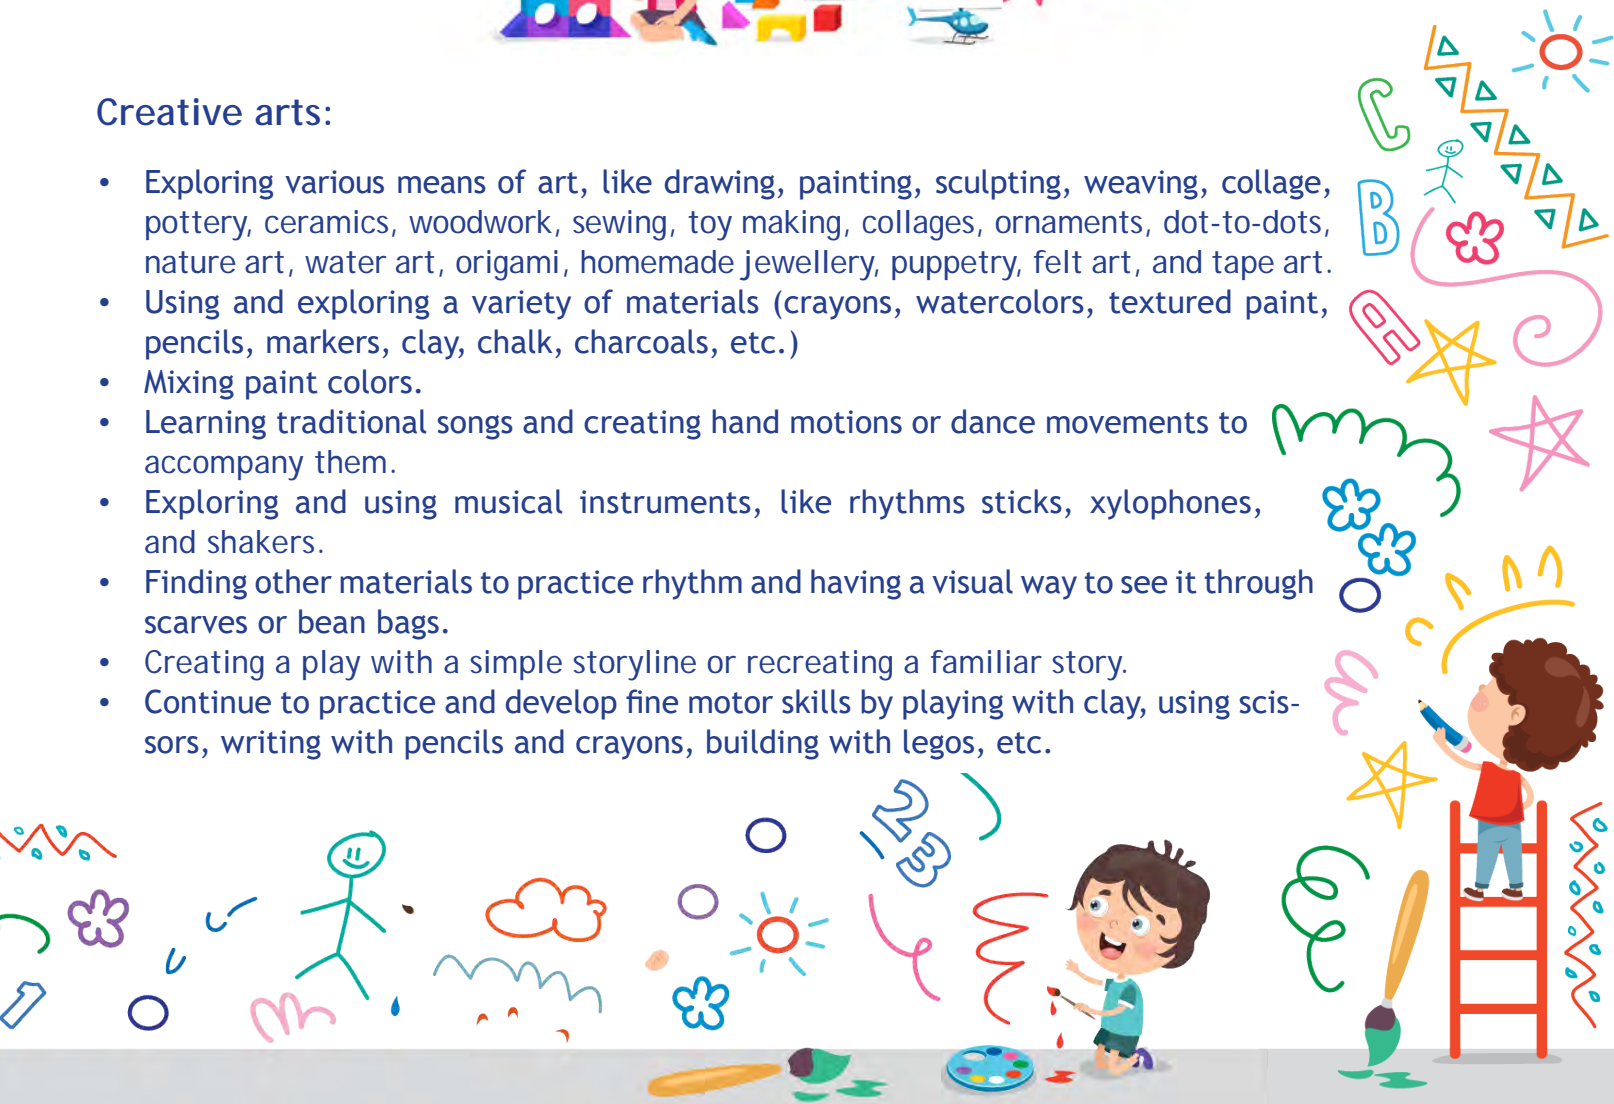 Creative arts:
• Exploring various means of art, like drawing, painting, sculpting, weaving, collage,
pottery, ceramics, woodwork, sewing, toy making, collages, ornaments, dot-to-dots,
nature art, water art, origami, homemade jewellery, puppetry, felt art, and tape art.
• Using and exploring a variety of materials (crayons, watercolors, textured paint,
pencils, markers, clay, chalk, charcoals, etc.)
• Mixing paint colors.
• Learning traditional songs and creating hand motions or dance movements to
accompany them.
• Exploring and using musical instruments, like rhythms sticks, xylophones,
and shakers.
• Finding other materials to practice rhythm and having a visual way to see it through
scarves or bean bags.
• Creating a play with a simple storyline or recreating a familiar story.
• Continue to practice and develop fine motor skills by playing with clay, using scis-
sors, writing with pencils and crayons, building with legos, etc.
C
B
A
2
3
1